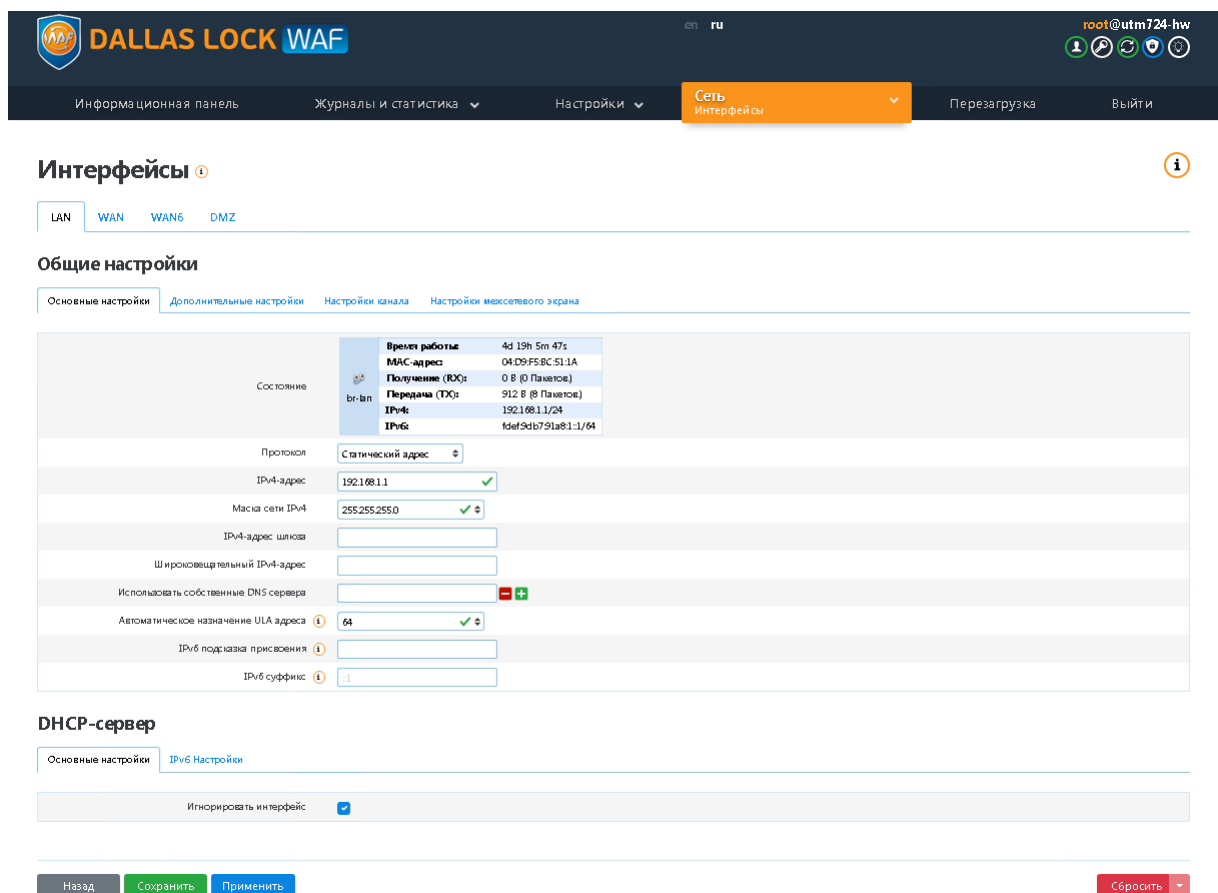 DALLAS LOCK WAF
en ru
root@utm724-hw
Информационная панель
Журналы и статистика
Настройки
Сеть
Интерфейсы
Перезагрузка
Выйти
Интерфейсы
LAN WAN WAN6 DMZ
Общие настройки
Основные настройки Дополнительные настройки Настройки канала Настройки межсетевого экрана
Состояние
br-lan
Время работы: 4d 19h 5m 47s
MAC-адрес: 04:D9:F5:BC:51:1A
Получение (RX): 0 B (0 Пакетов.)
Передача (TX): 912 B (8 Пакетов.)
IPv4: 192.168.1.1/24
IPv6: fdef:9db7:91a8:1::1/64
Протокол Статический адрес
IPv4-адрес 192.168.1.1
Маска сети IPv4 255.255.255.0
IPv4-адрес шлюза
Широковещательный IPv4-адрес
Использовать собственные DNS сервера
Автоматическое назначение ULA адреса 64
IPv6 подсказка присвоения
IPv6 суффикс ::1
DHCP-сервер
Основные настройки IPv6 Настройки
Игнорировать интерфейс
Назад Сохранить Применить Сбросить